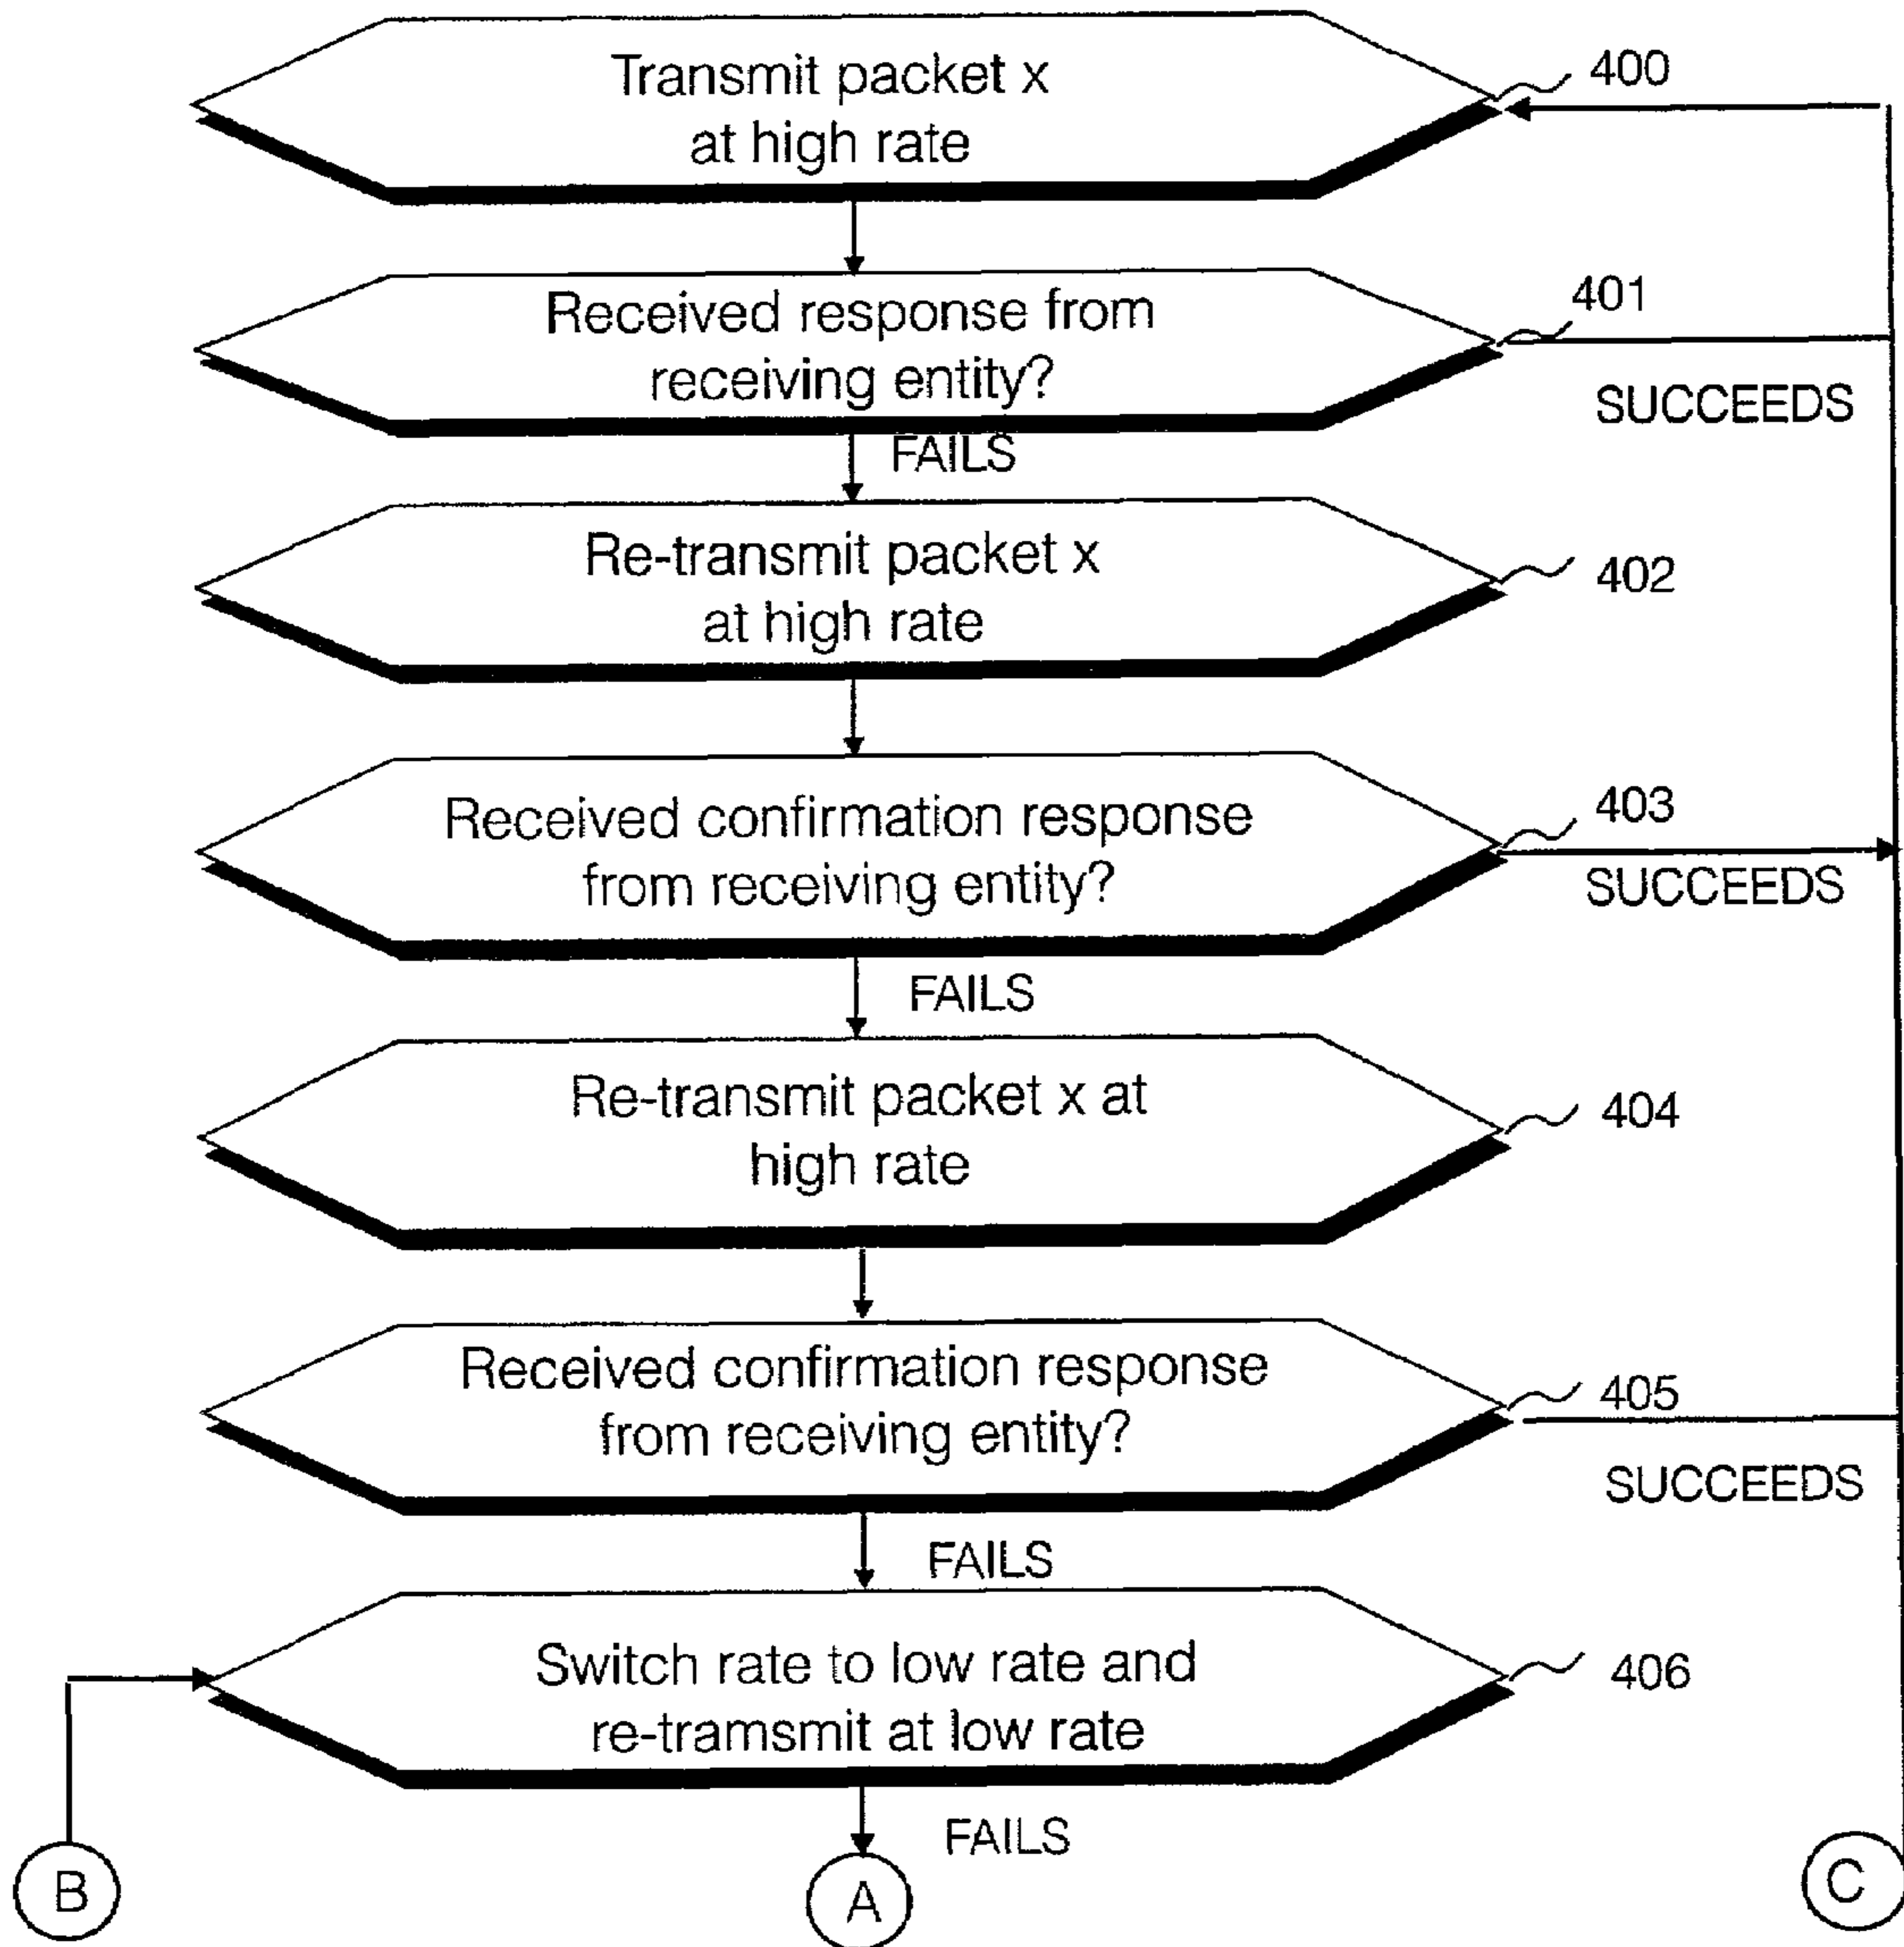 Transmit packet x
at high rate
400
Received response from
receiving entity?
401
SUCCEEDS
FAILS
Re-transmit packet x
at high rate
402
Received confirmation response
from receiving entity?
403
SUCCEEDS
FAILS
Re-transmit packet x at
high rate
404
Received confirmation response
from receiving entity?
405
SUCCEEDS
FAILS
Switch rate to low rate and
re-tramsmit at low rate
406
FAILS
B
A
C